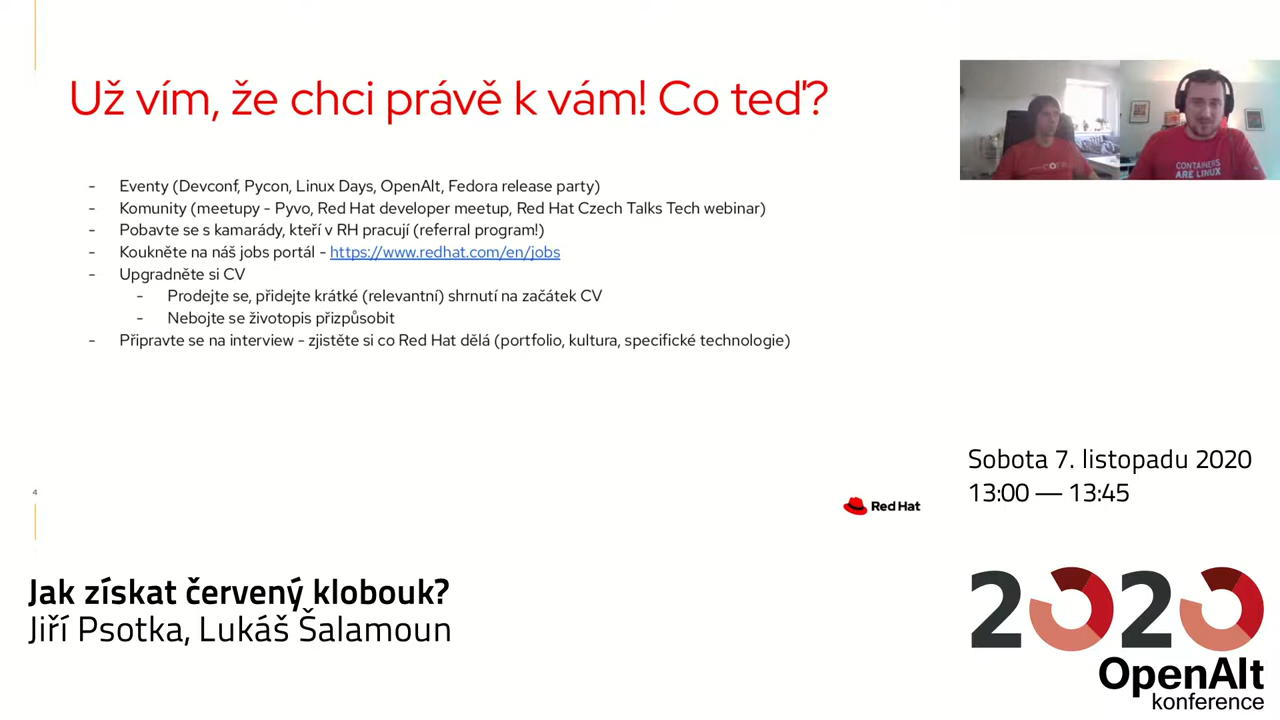 Už vím, že chci právě k vám! Co teď?
- Eventy (Devconf, Pycon, Linux Days, OpenAlt, Fedora release party)
- Komunity (meetupy - Pyvo, Red Hat developer meetup, Red Hat Czech Talks Tech webinar)
- Pobavte se s kamarády, kteří v RH pracují (referral program!)
- Koukněte na náš jobs portál - https://www.redhat.com/en/jobs
- Upgradněte si CV
- Prodejte se, přidejte krátké (relevantní) shrnutí na začátek CV
- Nebojte se životopis přizpůsobit
- Připravte se na interview - zjistěte si co Red Hat dělá (portfolio, kultura, specifické technologie)
4
Red Hat
CONTAINERS
ARE LINUX
Sobota 7. listopadu 2020
13:00 — 13:45
Jak získat červený klobouk?
Jiří Psotka, Lukáš Šalamoun
2020
OpenAlt
konference